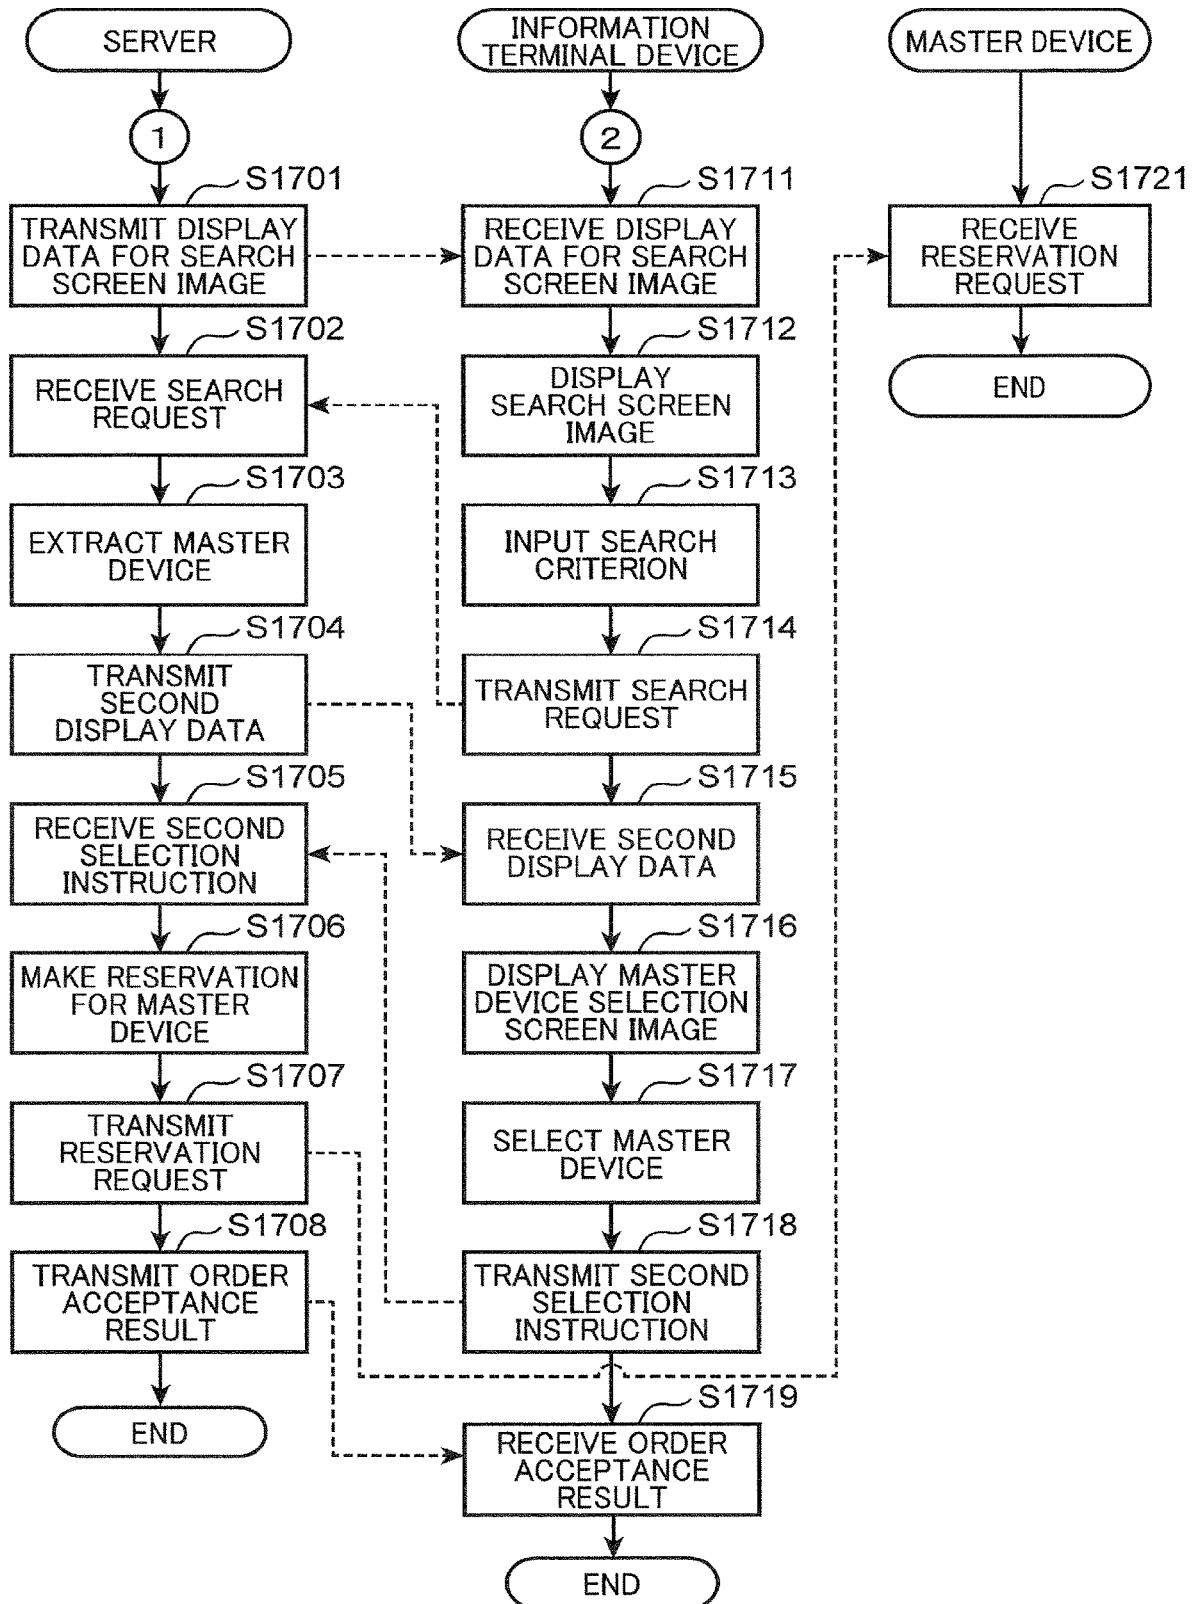 SERVER
1
S1701
TRANSMIT DISPLAY
DATA FOR SEARCH
SCREEN IMAGE
S1702
RECEIVE SEARCH
REQUEST
S1703
EXTRACT MASTER
DEVICE
S1704
TRANSMIT
SECOND
DISPLAY DATA
S1705
RECEIVE SECOND
SELECTION
INSTRUCTION
S1706
MAKE RESERVATION
FOR MASTER
DEVICE
S1707
TRANSMIT
RESERVATION
REQUEST
S1708
TRANSMIT ORDER
ACCEPTANCE
RESULT
END
INFORMATION
TERMINAL DEVICE
2
S1711
RECEIVE DISPLAY
DATA FOR SEARCH
SCREEN IMAGE
S1712
DISPLAY
SEARCH SCREEN
IMAGE
S1713
INPUT SEARCH
CRITERION
S1714
TRANSMIT SEARCH
REQUEST
S1715
RECEIVE SECOND
DISPLAY DATA
S1716
DISPLAY MASTER
DEVICE SELECTION
SCREEN IMAGE
S1717
SELECT MASTER
DEVICE
S1718
TRANSMIT SECOND
SELECTION
INSTRUCTION
S1719
RECEIVE ORDER
ACCEPTANCE
RESULT
END
MASTER DEVICE
S1721
RECEIVE
RESERVATION
REQUEST
END